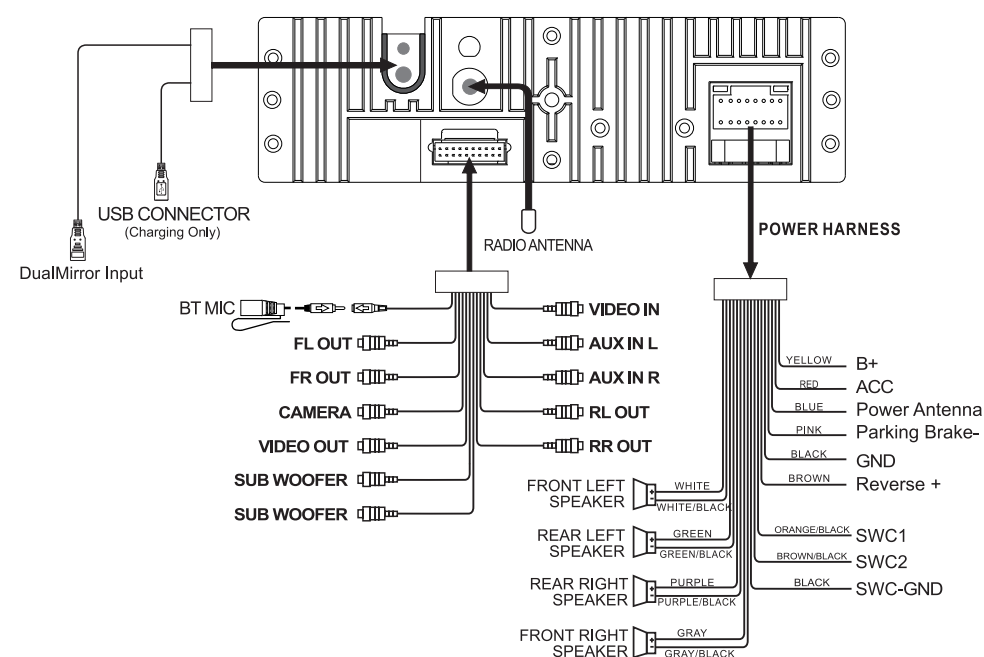 USB CONNECTOR
(Charging Only)
DualMirror Input
RADIO ANTENNA
POWER HARNESS
BT MIC
FL OUT
FR OUT
CAMERA
VIDEO OUT
SUB WOOFER
SUB WOOFER
VIDEO IN
AUX IN L
AUX IN R
RL OUT
RR OUT
YELLOW B+
RED ACC
BLUE Power Antenna
PINK Parking Brake-
BLACK GND
BROWN Reverse +
ORANGE/BLACK SWC1
BROWN/BLACK SWC2
BLACK SWC-GND
FRONT LEFT
SPEAKER
WHITE
WHITE/BLACK
REAR LEFT
SPEAKER
GREEN
GREEN/BLACK
REAR RIGHT
SPEAKER
PURPLE
PURPLE/BLACK
FRONT RIGHT
SPEAKER
GRAY
GRAY/BLACK